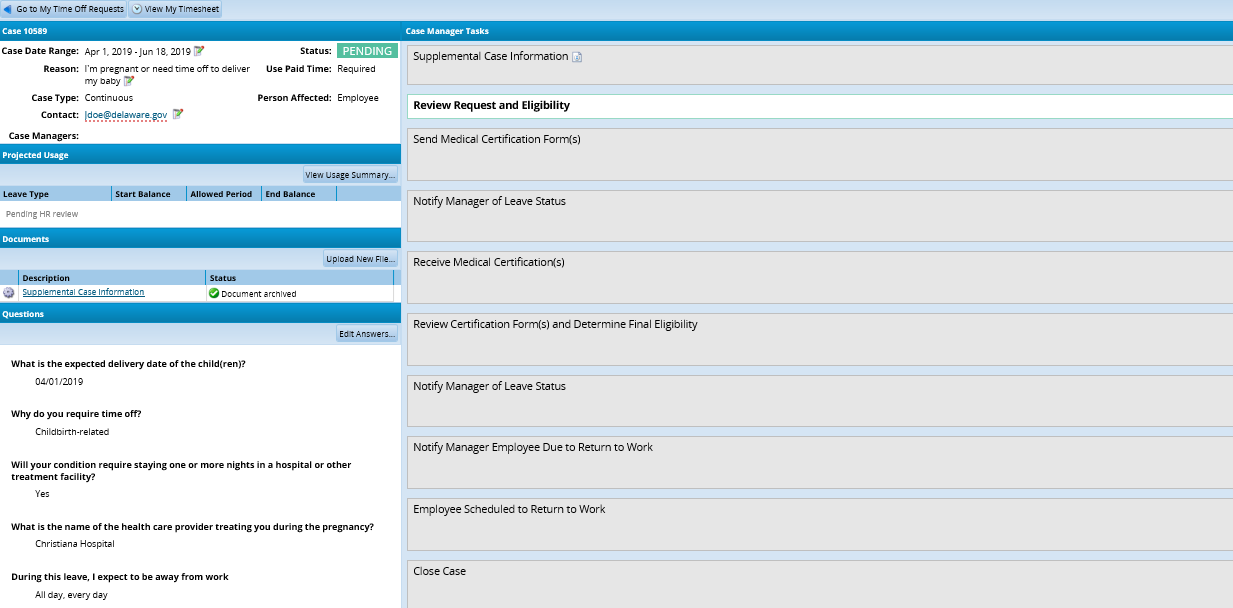 Go to My Time Off Requests
View My Timesheet
Case 10589
Case Date Range: Apr 1, 2019 - Jun 18, 2019
Status: PENDING
Reason: I'm pregnant or need time off to deliver
my baby
Use Paid Time: Required
Case Type: Continuous
Person Affected: Employee
Contact: jdoe@delaware.gov
Case Managers:
Projected Usage
View Usage Summary...
Leave Type Start Balance Allowed Period End Balance
Pending HR review
Documents
Upload New File...
Description Status
Supplemental Case Information Document archived
Questions
Edit Answers...
What is the expected delivery date of the child(ren)?
04/01/2019
Why do you require time off?
Childbirth-related
Will your condition require staying one or more nights in a hospital or other
treatment facility?
Yes
What is the name of the health care provider treating you during the pregnancy?
Christiana Hospital
During this leave, I expect to be away from work
All day, every day
Case Manager Tasks
Supplemental Case Information
Review Request and Eligibility
Send Medical Certification Form(s)
Notify Manager of Leave Status
Receive Medical Certification(s)
Review Certification Form(s) and Determine Final Eligibility
Notify Manager of Leave Status
Notify Manager Employee Due to Return to Work
Employee Scheduled to Return to Work
Close Case